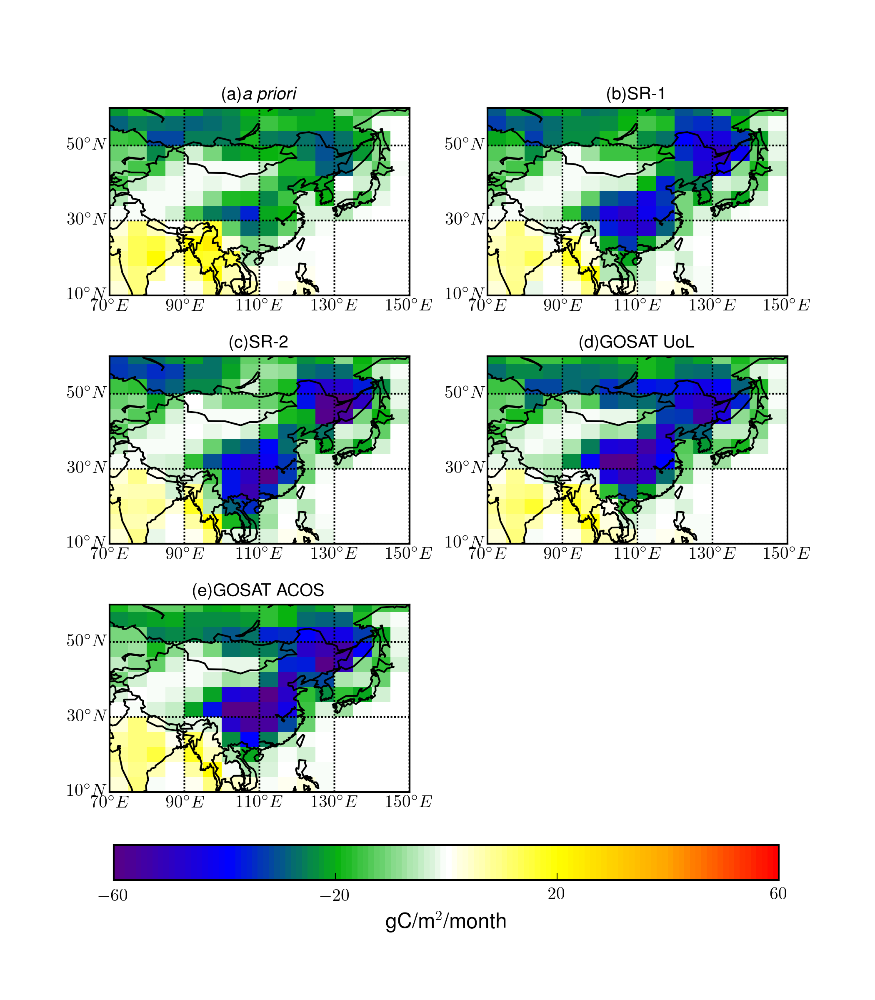 (a)a priori
(b)SR-1
50°N
30°N
10°N
70°E 90°E 110°E 130°E 150°E
50°N
30°N
10°N
70°E 90°E 110°E 130°E 150°E
(c)SR-2
(d)GOSAT UoL
50°N
30°N
10°N
70°E 90°E 110°E 130°E 150°E
50°N
30°N
10°N
70°E 90°E 110°E 130°E 150°E
(e)GOSAT ACOS
50°N
30°N
10°N
70°E 90°E 110°E 130°E 150°E
−60 −20 20 60
gC/m²/month